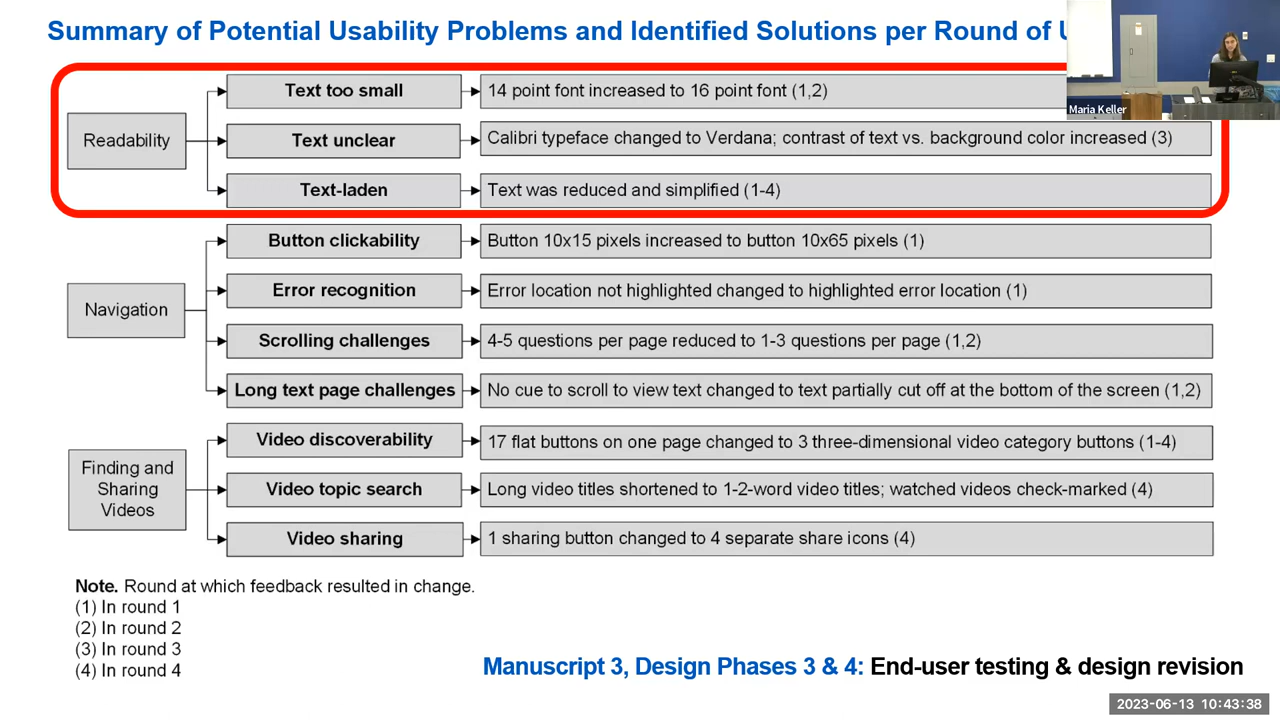 Summary of Potential Usability Problems and Identified Solutions per Round of
Maria Keller
Readability
Text too small
14 point font increased to 16 point font (1,2)
Text unclear
Calibri typeface changed to Verdana; contrast of text vs. background color increased (3)
Text-laden
Text was reduced and simplified (1-4)
Navigation
Button clickability
Button 10x15 pixels increased to button 10x65 pixels (1)
Error recognition
Error location not highlighted changed to highlighted error location (1)
Scrolling challenges
4-5 questions per page reduced to 1-3 questions per page (1,2)
Long text page challenges
No cue to scroll to view text changed to text partially cut off at the bottom of the screen (1,2)
Finding and
Sharing
Videos
Video discoverability
17 flat buttons on one page changed to 3 three-dimensional video category buttons (1-4)
Video topic search
Long video titles shortened to 1-2-word video titles; watched videos check-marked (4)
Video sharing
1 sharing button changed to 4 separate share icons (4)
Note. Round at which feedback resulted in change.
(1) In round 1
(2) In round 2
(3) In round 3
(4) In round 4
Manuscript 3, Design Phases 3 & 4: End-user testing & design revision
2023-06-13 10:43:38